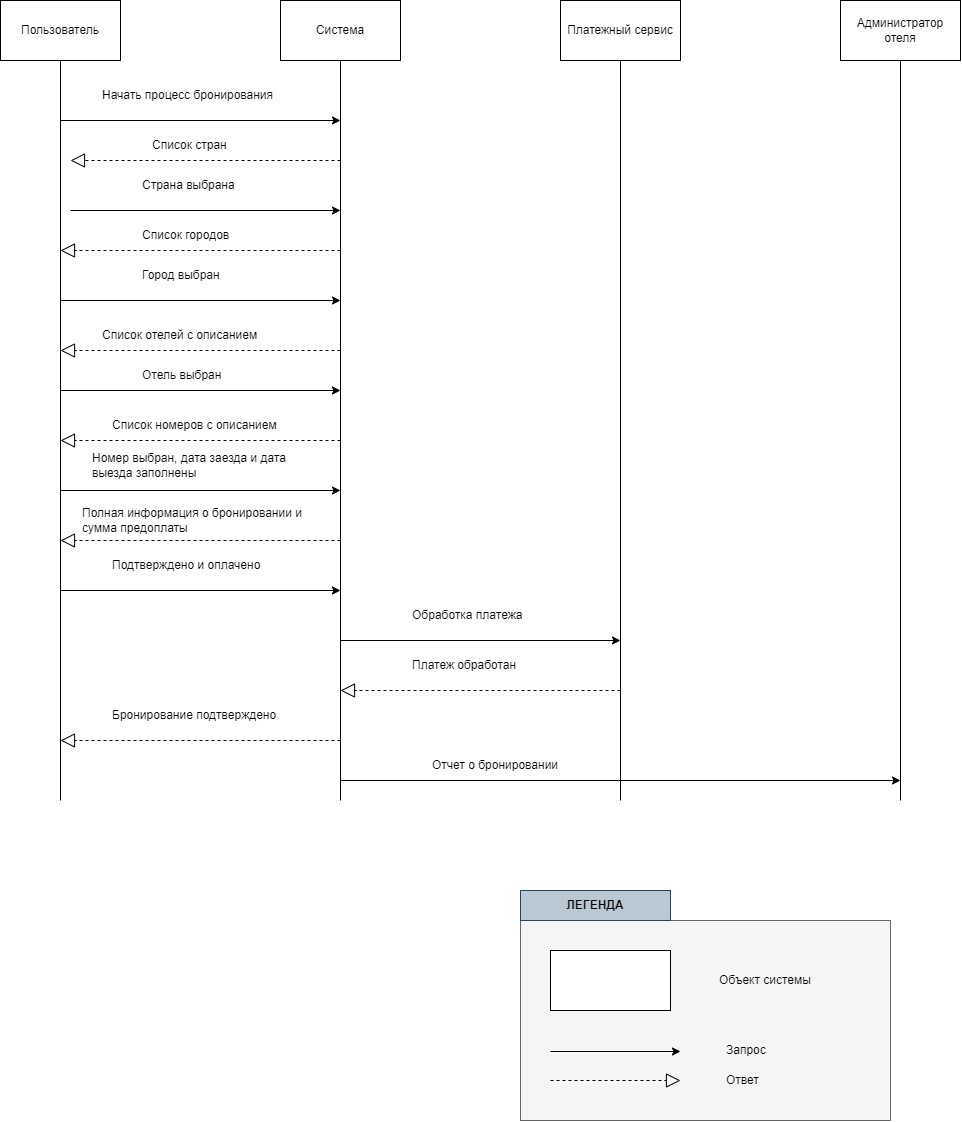 Пользователь
Система
Платежный сервис
Администратор
отеля
Начать процесс бронирования
Список стран
Страна выбрана
Список городов
Город выбран
Список отелей с описанием
Отель выбран
Список номеров с описанием
Номер выбран, дата заезда и дата
выезда заполнены
Полная информация о бронировании и
сумма предоплаты
Подтверждено и оплачено
Обработка платежа
Платеж обработан
Бронирование подтверждено
Отчет о бронировании
ЛЕГЕНДА
Объект системы
Запрос
Ответ